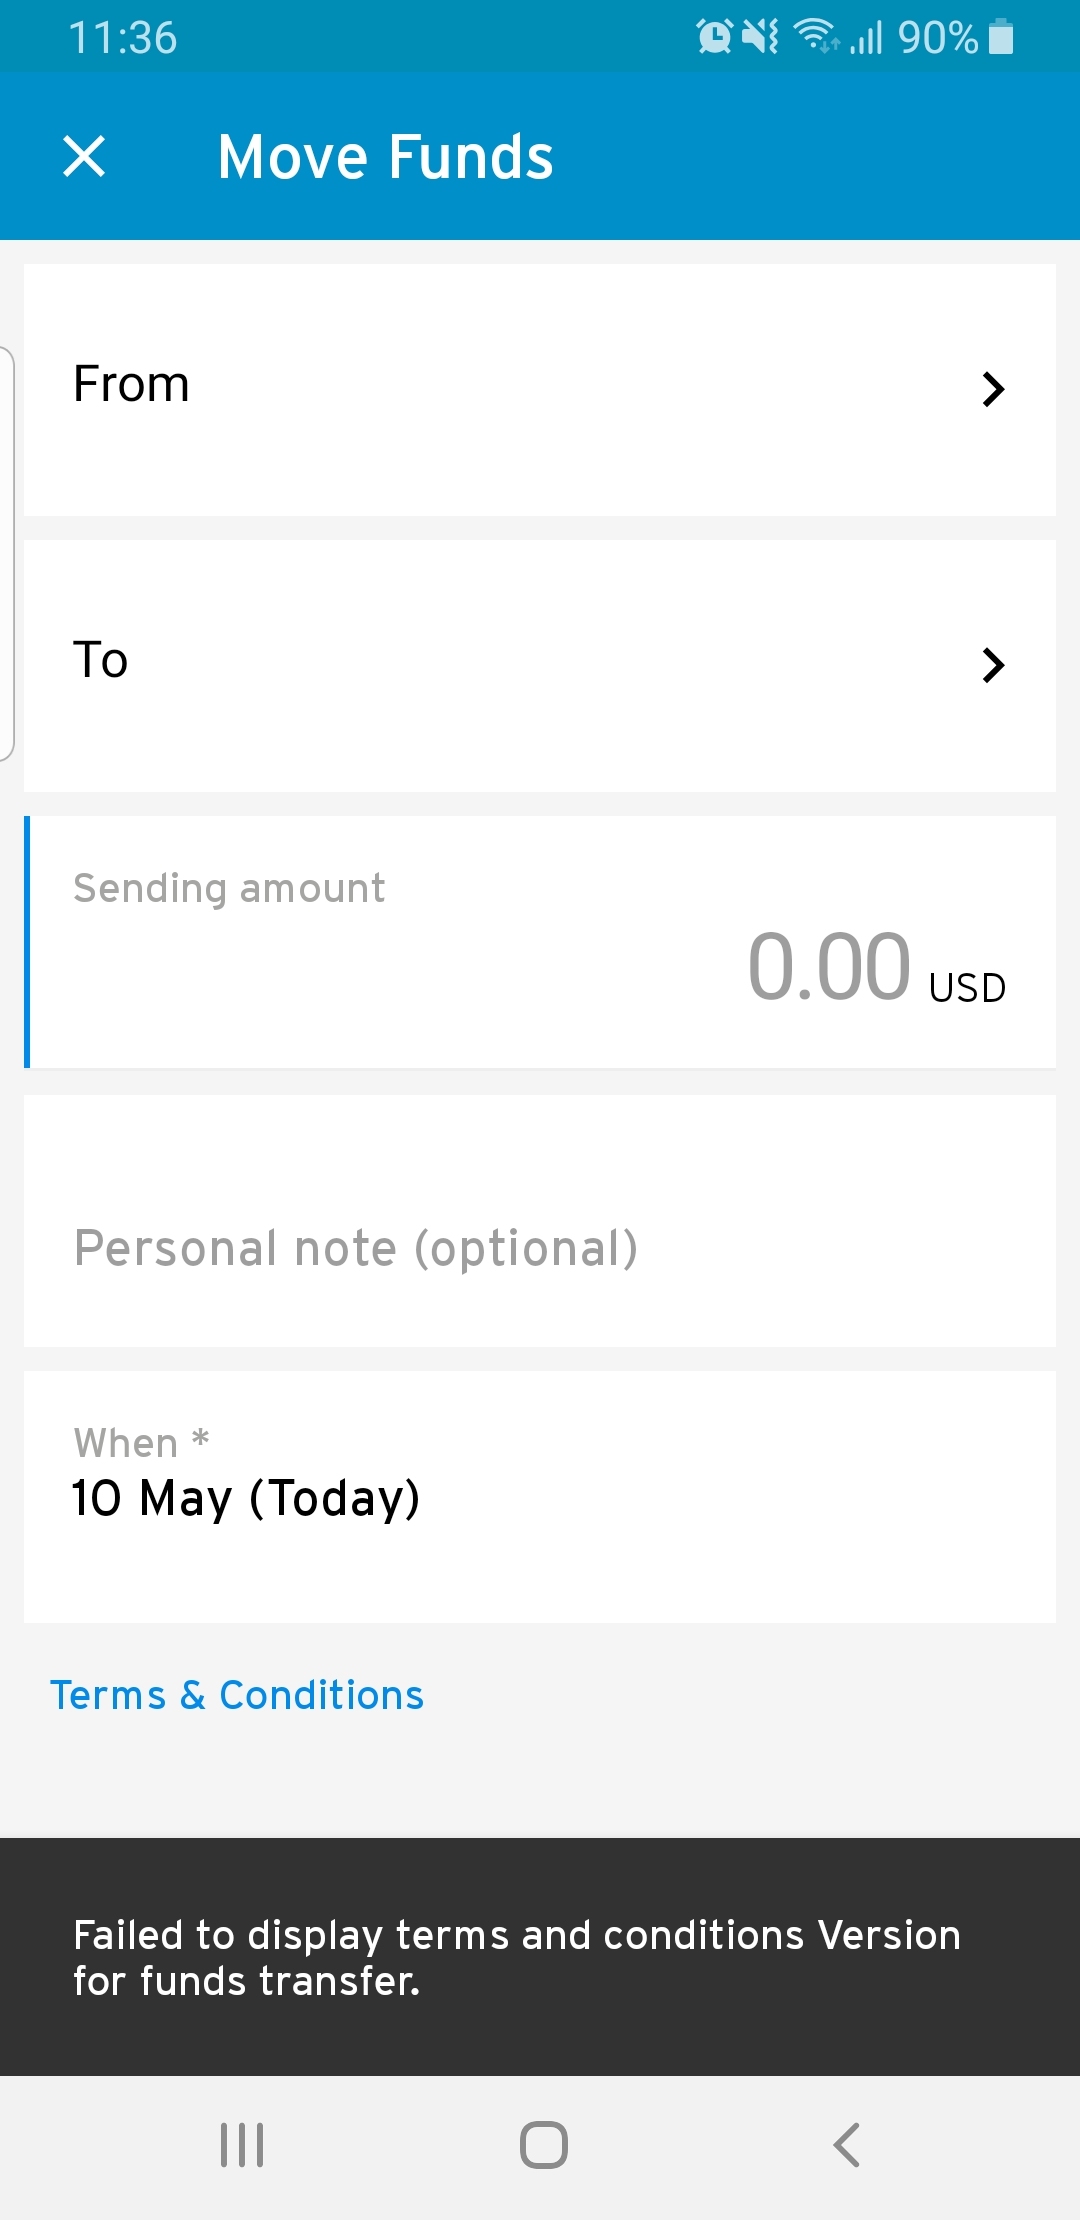 11:36
90%
Move Funds
From
To
Sending amount
0.00 USD
Personal note (optional)
When *
10 May (Today)
Terms & Conditions
Failed to display terms and conditions Version
for funds transfer.